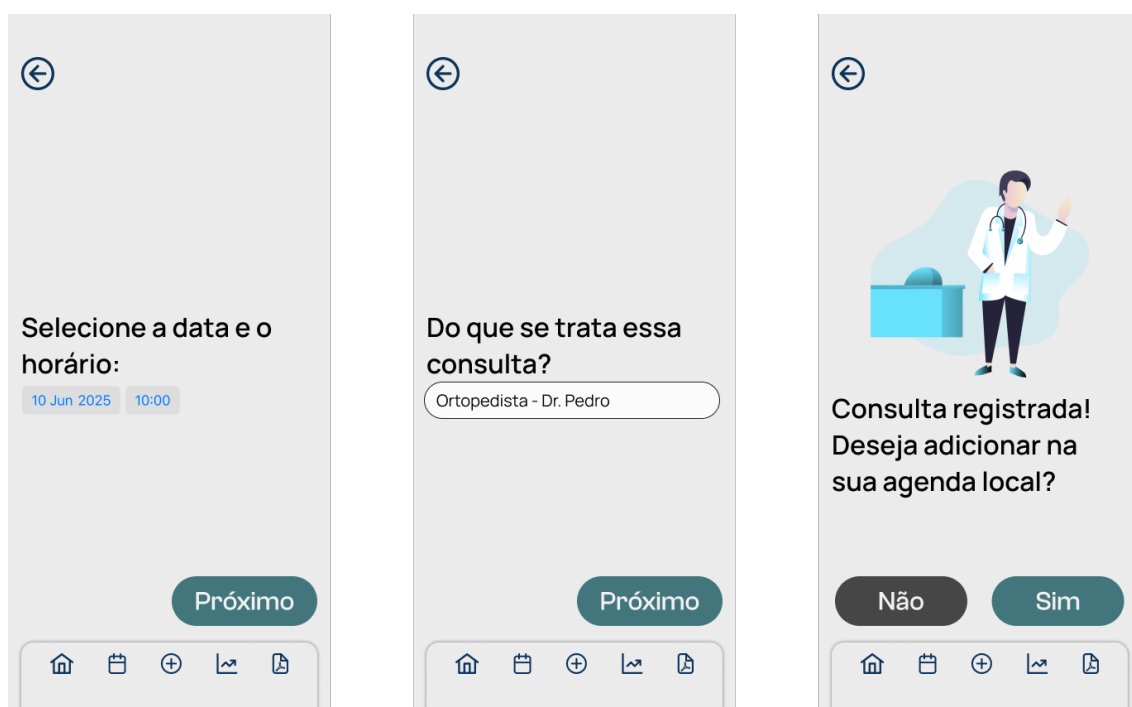 Selecione a data e o
horário:
10 Jun 2025 10:00
Próximo
Do que se trata essa
consulta?
Ortopedista - Dr. Pedro
Próximo
Consulta registrada!
Deseja adicionar na
sua agenda local?
Não
Sim